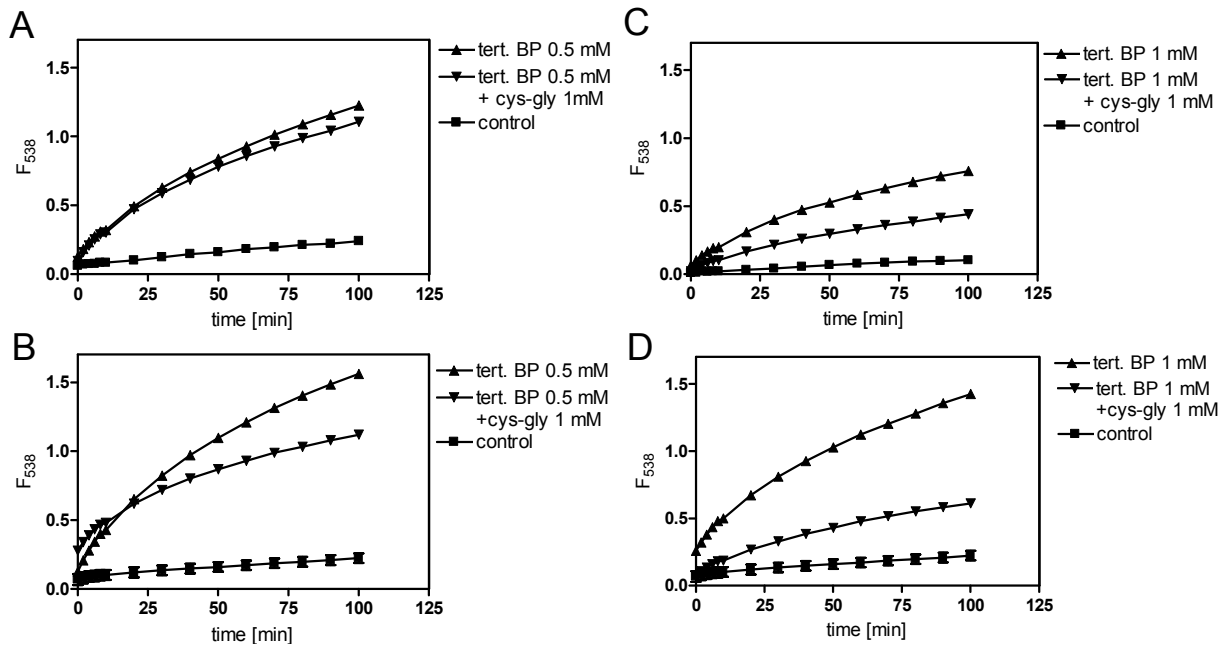 A
1.5
1.0
0.5
0.0
F538
0 25 50 75 100 125
time [min]
tert. BP 0.5 mM
tert. BP 0.5 mM
+ cys-gly 1mM
control
B
1.5
1.0
0.5
0.0
F538
0 25 50 75 100 125
time [min]
tert. BP 0.5 mM
tert. BP 0.5 mM
+cys-gly 1 mM
control
C
1.5
1.0
0.5
0.0
F538
0 25 50 75 100 125
time [min]
tert. BP 1 mM
tert. BP 1 mM
+ cys-gly 1 mM
control
D
1.5
1.0
0.5
0.0
F538
0 25 50 75 100 125
time [min]
tert. BP 1 mM
tert. BP 1 mM
+cys-gly 1 mM
control